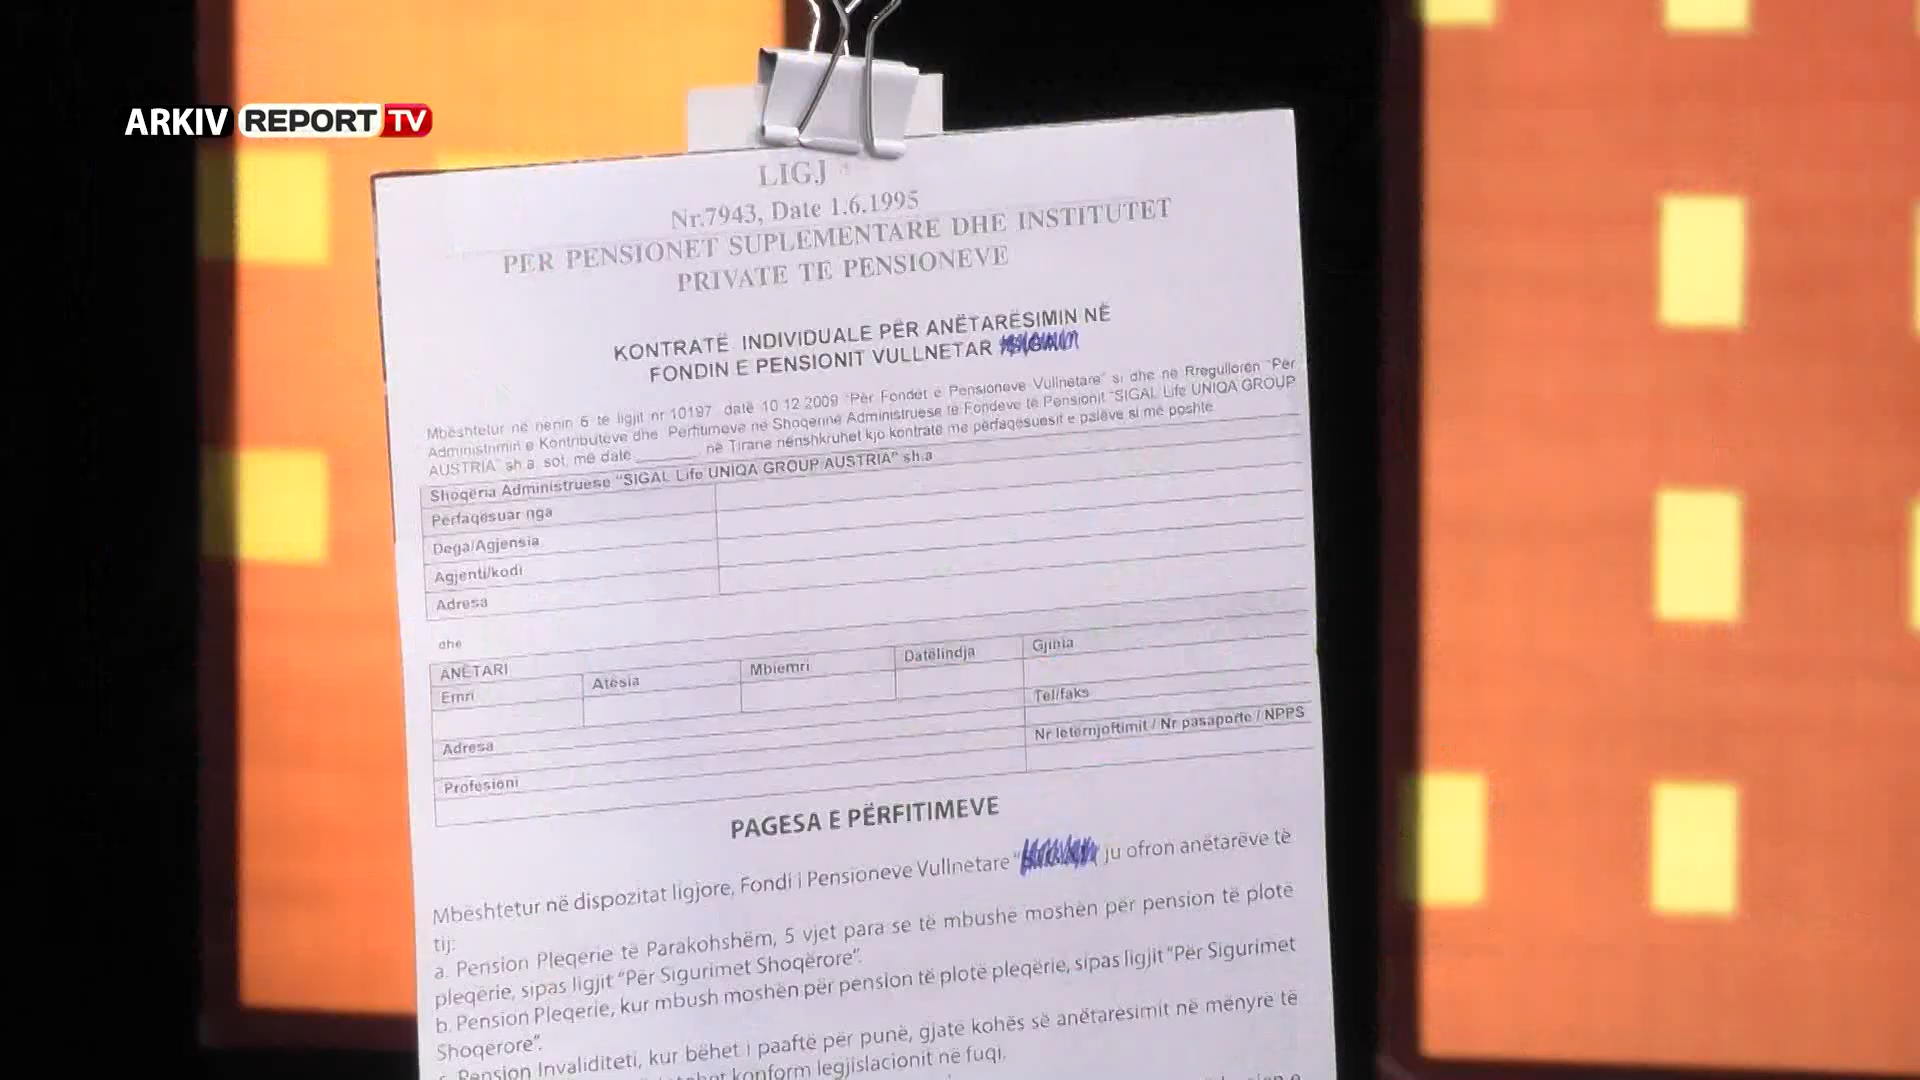 ARKIV REPORT TV
LIGJ
Nr.7943, Date 1.6.1995
PER PENSIONET SUPLEMENTARE DHE INSTITUTET
PRIVATE TE PENSIONEVE
KONTRATË INDIVIDUALE PËR ANËTARËSIMIN NË
FONDIN E PENSIONIT VULLNETAR
Mbështetur në nenin 6 të ligjit nr 10197 datë 10 12 2009 "Për Fondet e Pensioneve Vullnetare" si dhe në Rregulloren "Për
Administrimin e Kontributeve dhe Përfitimeve në Shoqërinë Administruese të Fondeve të Pensionit "SIGAL Life UNIQA GROUP
AUSTRIA" sh.a. sot, më datë ________ në Tiranë nënshkruhet kjo kontratë me përfaqësuesit e palëve si më poshtë
Shoqëria Administruese "SIGAL Life UNIQA GROUP AUSTRIA" sh.a
Përfaqësuar nga
Dega/Agjensia
Agjenti/kodi
Adresa
dhe
ANËTARI
Emri Atësia Mbiemri Datëlindja Gjinia
Tel/faks
Adresa Nr letërnjoftimit / Nr pasaporte / NPPS
Profesioni
PAGESA E PËRFITIMEVE
Mbështetur në dispozitat ligjore, Fondi i Pensioneve Vullnetare " ju ofron anëtarëve të
tij:
a. Pension Pleqërie të Parakohshëm, 5 vjet para se të mbushë moshën për pension të plotë
pleqërie, sipas ligjit "Për Sigurimet Shoqërore".
b. Pension Pleqërie, kur mbush moshën për pension të plotë pleqërie, sipas ligjit "Për Sigurimet
Shoqërore".
Pension Invaliditeti, kur bëhet i paaftë për punë, gjatë kohës së anëtarësimit në mënyrë të
konform legjislacionit në fuqi.